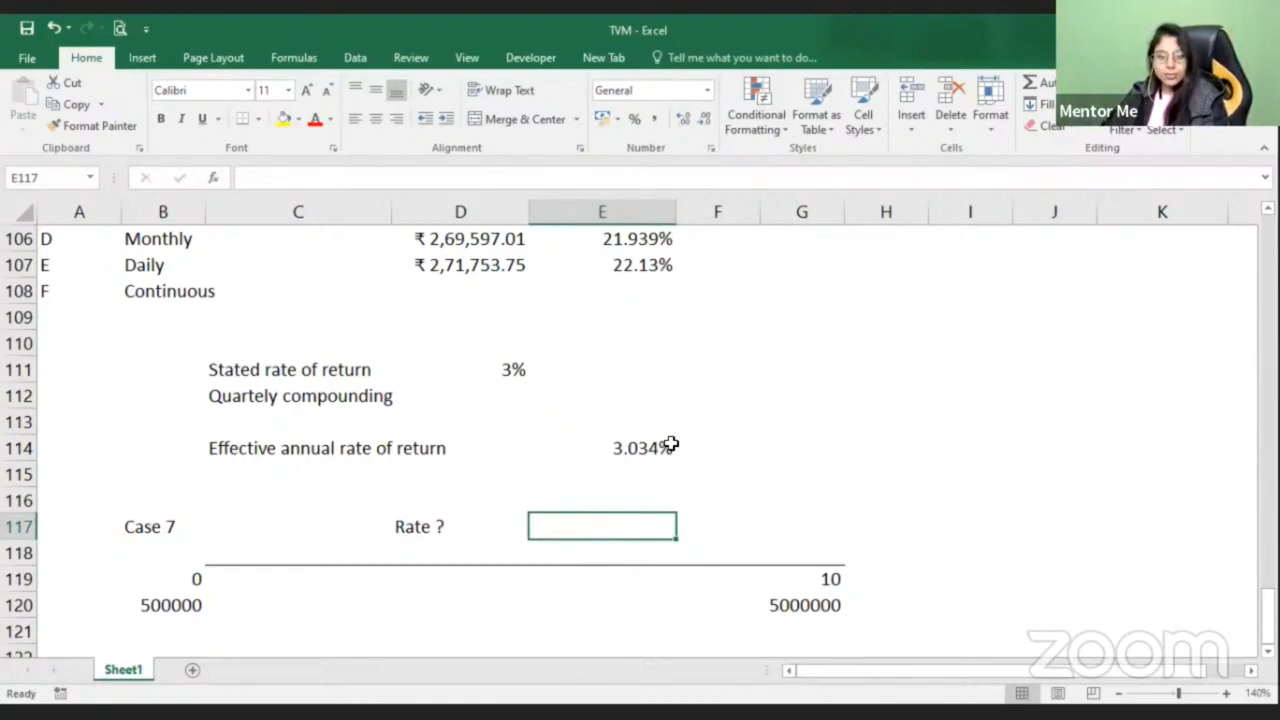 TVM - Excel
File Home Insert Page Layout Formulas Data Review View Developer New Tab Tell me what you want to do...
Paste Cut Copy Format Painter
Calibri 11
B I U
Wrap Text
Merge & Center
General
Conditional Formatting Format as Table Cell Styles
Insert Delete Format
Fill
Clear
Filter Select
Mentor Me
Clipboard Font Alignment Number Styles Cells Editing
E117 fx
A B C D E F G H I J K
106 D Monthly ₹ 2,69,597.01 21.939%
107 E Daily ₹ 2,71,753.75 22.13%
108 F Continuous
109
110
111 Stated rate of return 3%
112 Quartely compounding
113
114 Effective annual rate of return 3.034%
115
116
117 Case 7 Rate ?
118
119 0 10
120 500000 5000000
121
zoom
Sheet1
Ready 140%